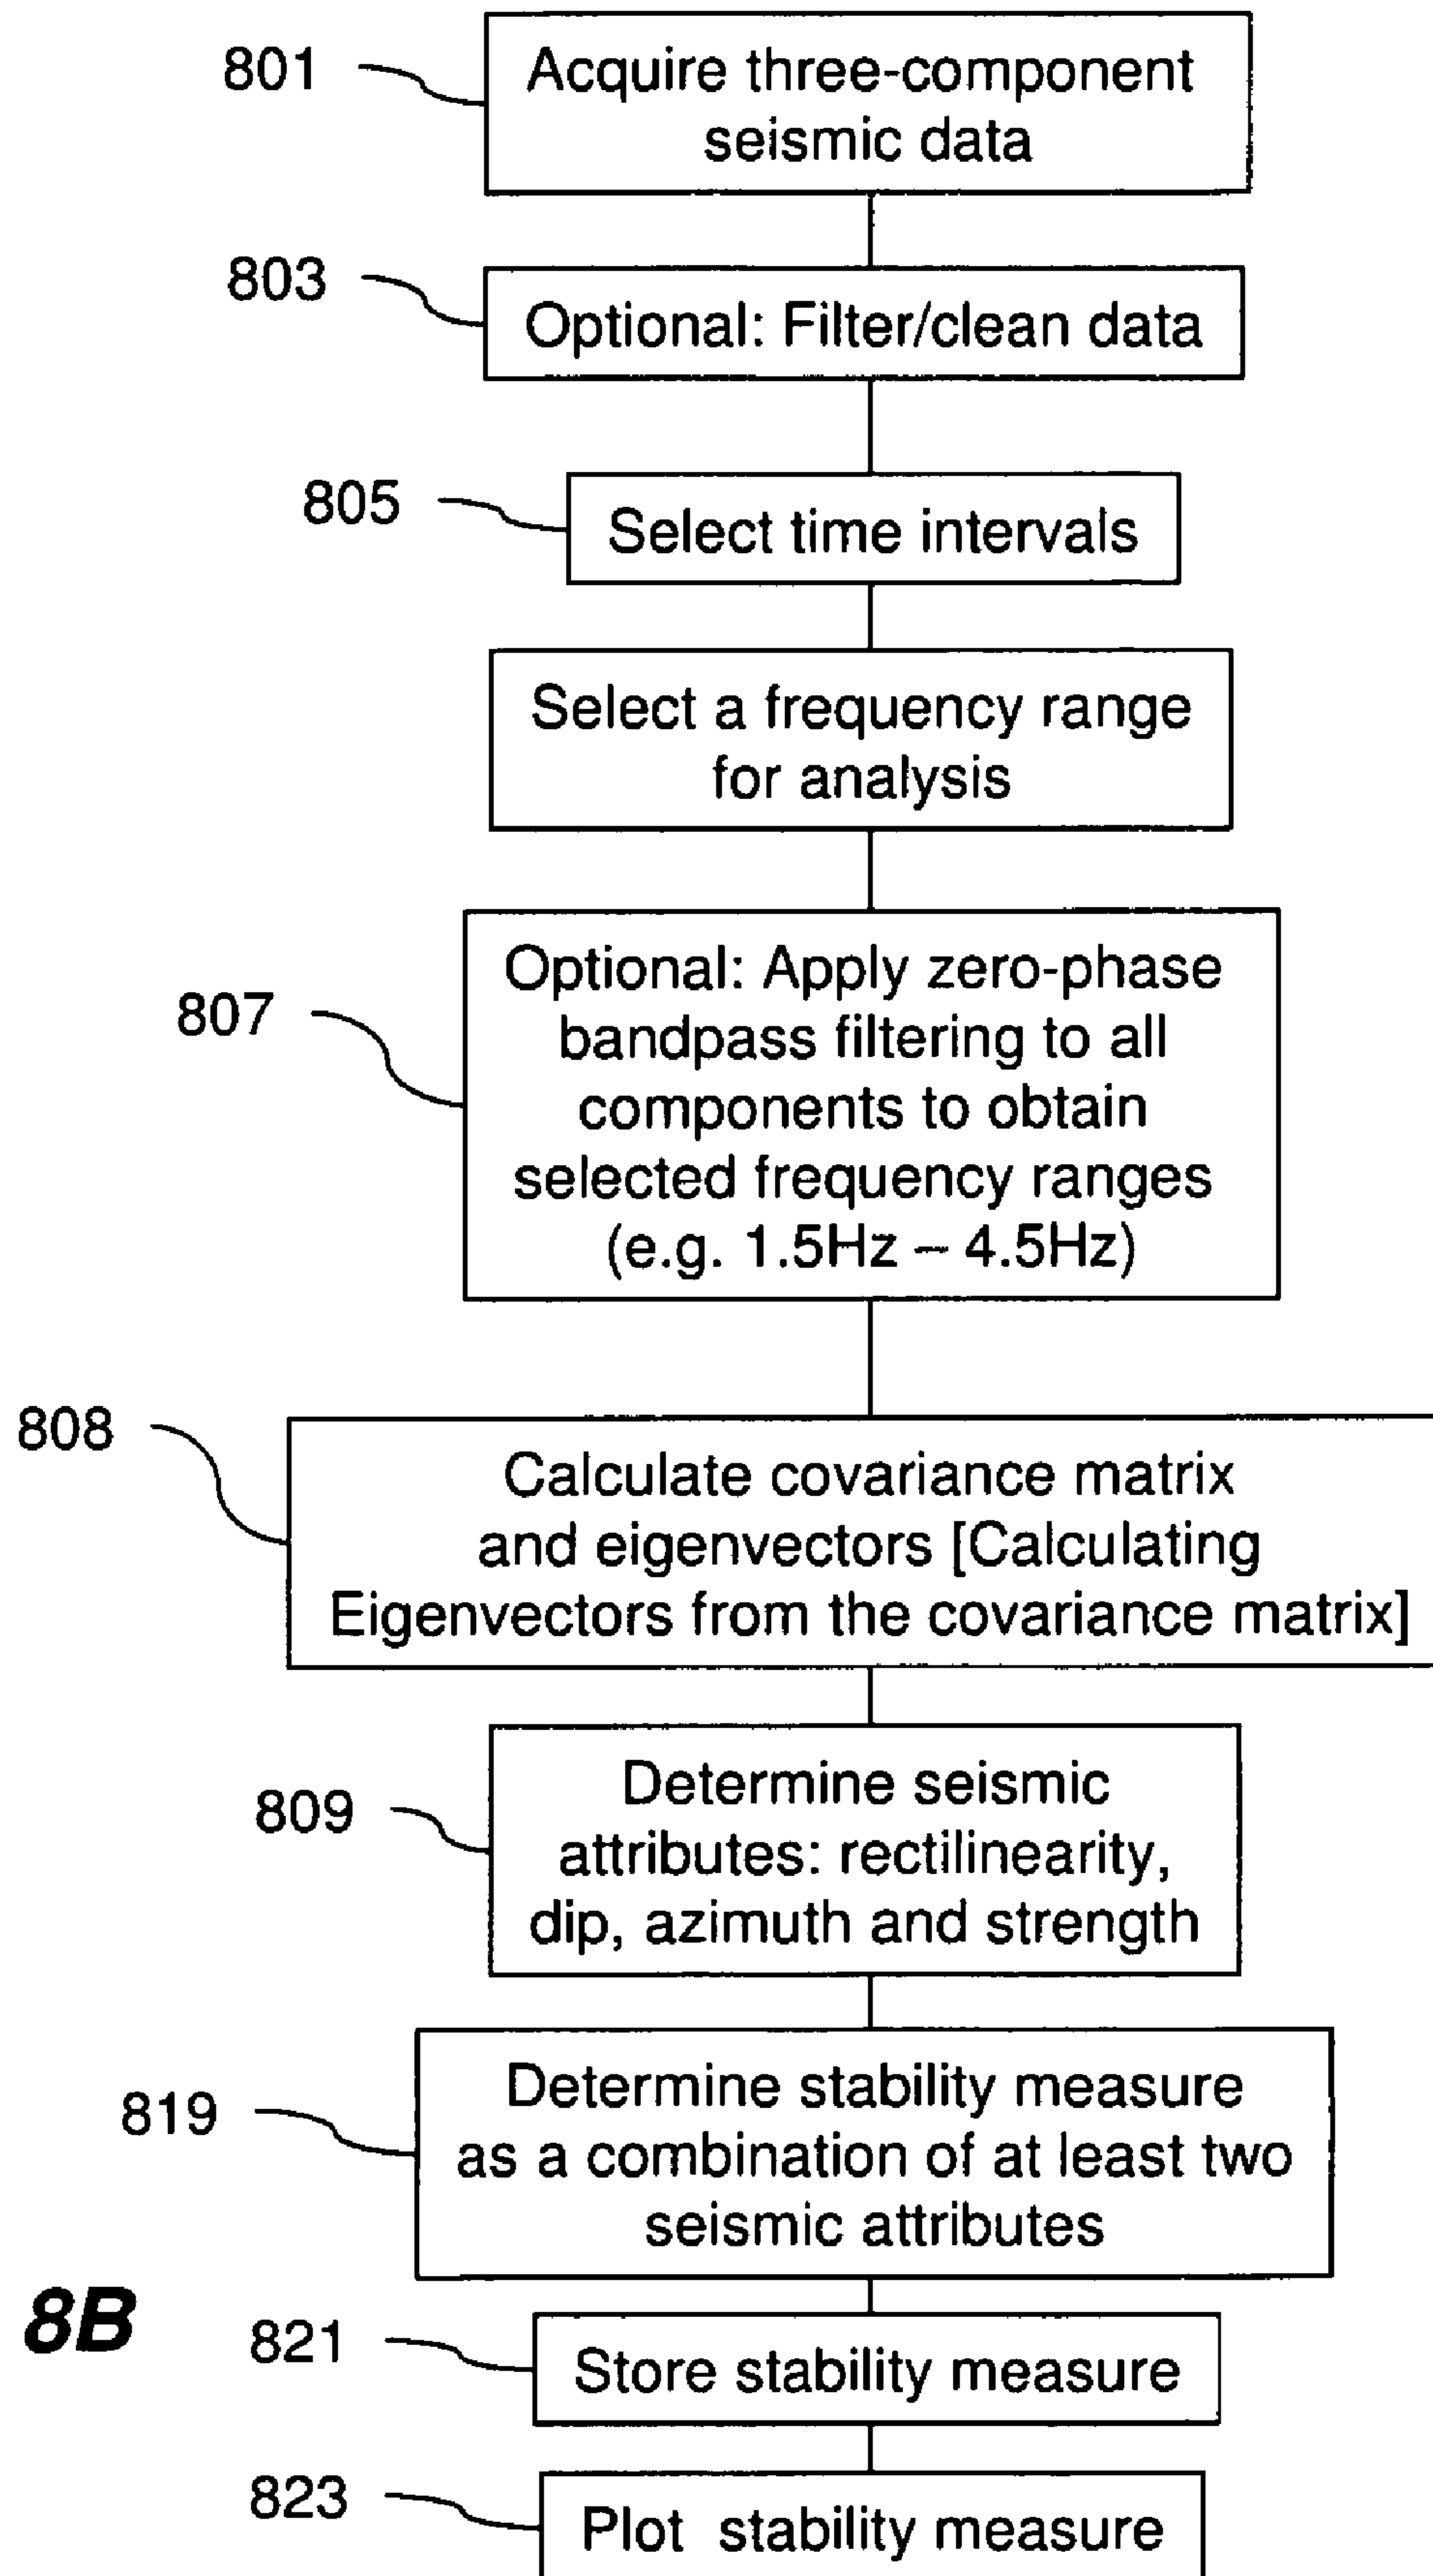 801
Acquire three-component
seismic data
803
Optional: Filter/clean data
805
Select time intervals
Select a frequency range
for analysis
807
Optional: Apply zero-phase
bandpass filtering to all
components to obtain
selected frequency ranges
(e.g. 1.5Hz – 4.5Hz)
808
Calculate covariance matrix
and eigenvectors [Calculating
Eigenvectors from the covariance matrix]
809
Determine seismic
attributes: rectilinearity,
dip, azimuth and strength
819
Determine stability measure
as a combination of at least two
seismic attributes
8B
821
Store stability measure
823
Plot stability measure